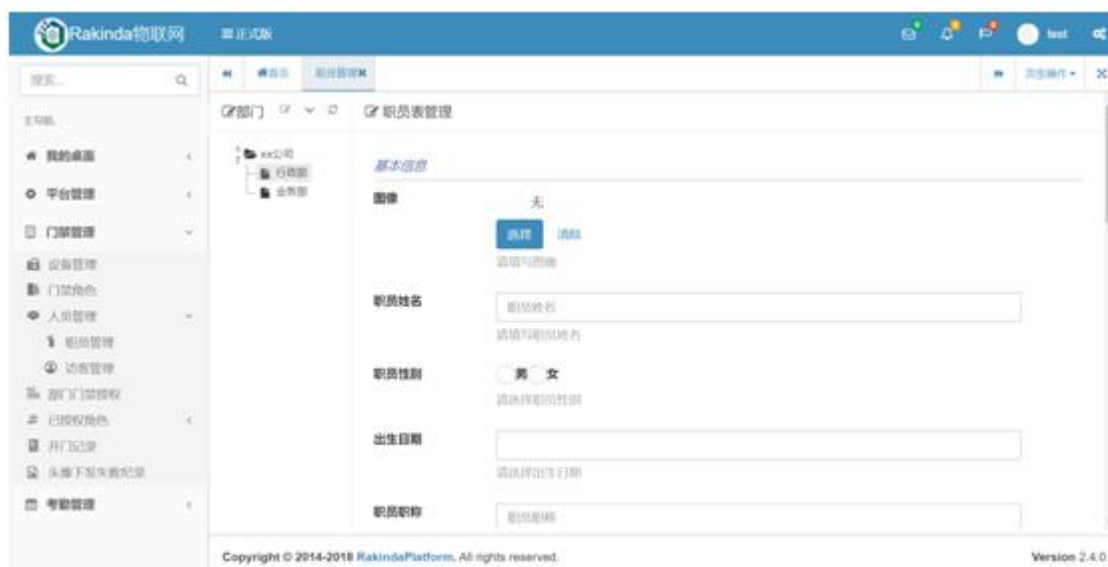 Rakinda物联网
正式版
test
搜索...
首页
职员管理
页签操作
主导航
部门
职员表管理
我的桌面
平台管理
门禁管理
设备管理
门禁角色
人员管理
职员管理
访客管理
部门门禁授权
已授权角色
开门记录
头像下发失败纪录
考勤管理
xx公司
行政部
业务部
基本信息
图像
无
选择
清除
请填写图像
职员姓名
职员姓名
请填写职员姓名
职员性别
男
女
请选择职员性别
出生日期
请选择出生日期
职员职称
职员职称
Copyright © 2014-2018 RakindaPlatform. All rights reserved.
Version 2.4.0